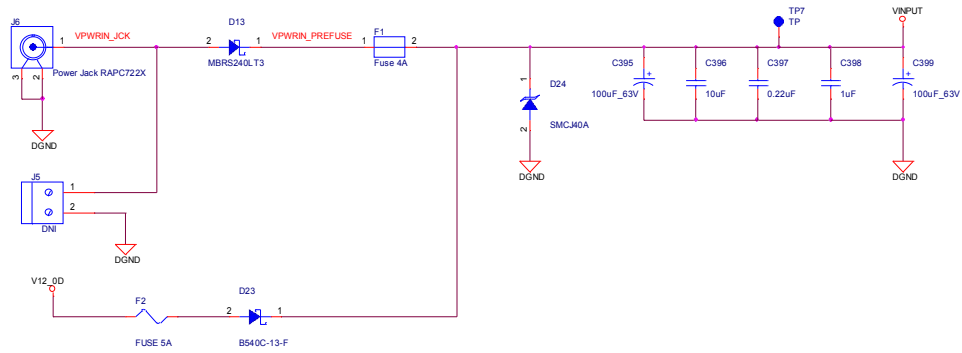 J6
1
VPWRIN_JCK
3
2
Power Jack RAPC722X
DGND
D13
2
1
MBRS240LT3
VPWRIN_PREFUSE
F1
1
2
Fuse 4A
TP7
TP
VINPUT
1
D24
2
SMCJ40A
DGND
C395
100uF_63V
C396
10uF
C397
0.22uF
C398
1uF
C399
100uF_63V
DGND
J5
1
2
DNI
DGND
V12_0D
F2
FUSE 5A
D23
2
1
B540C-13-F